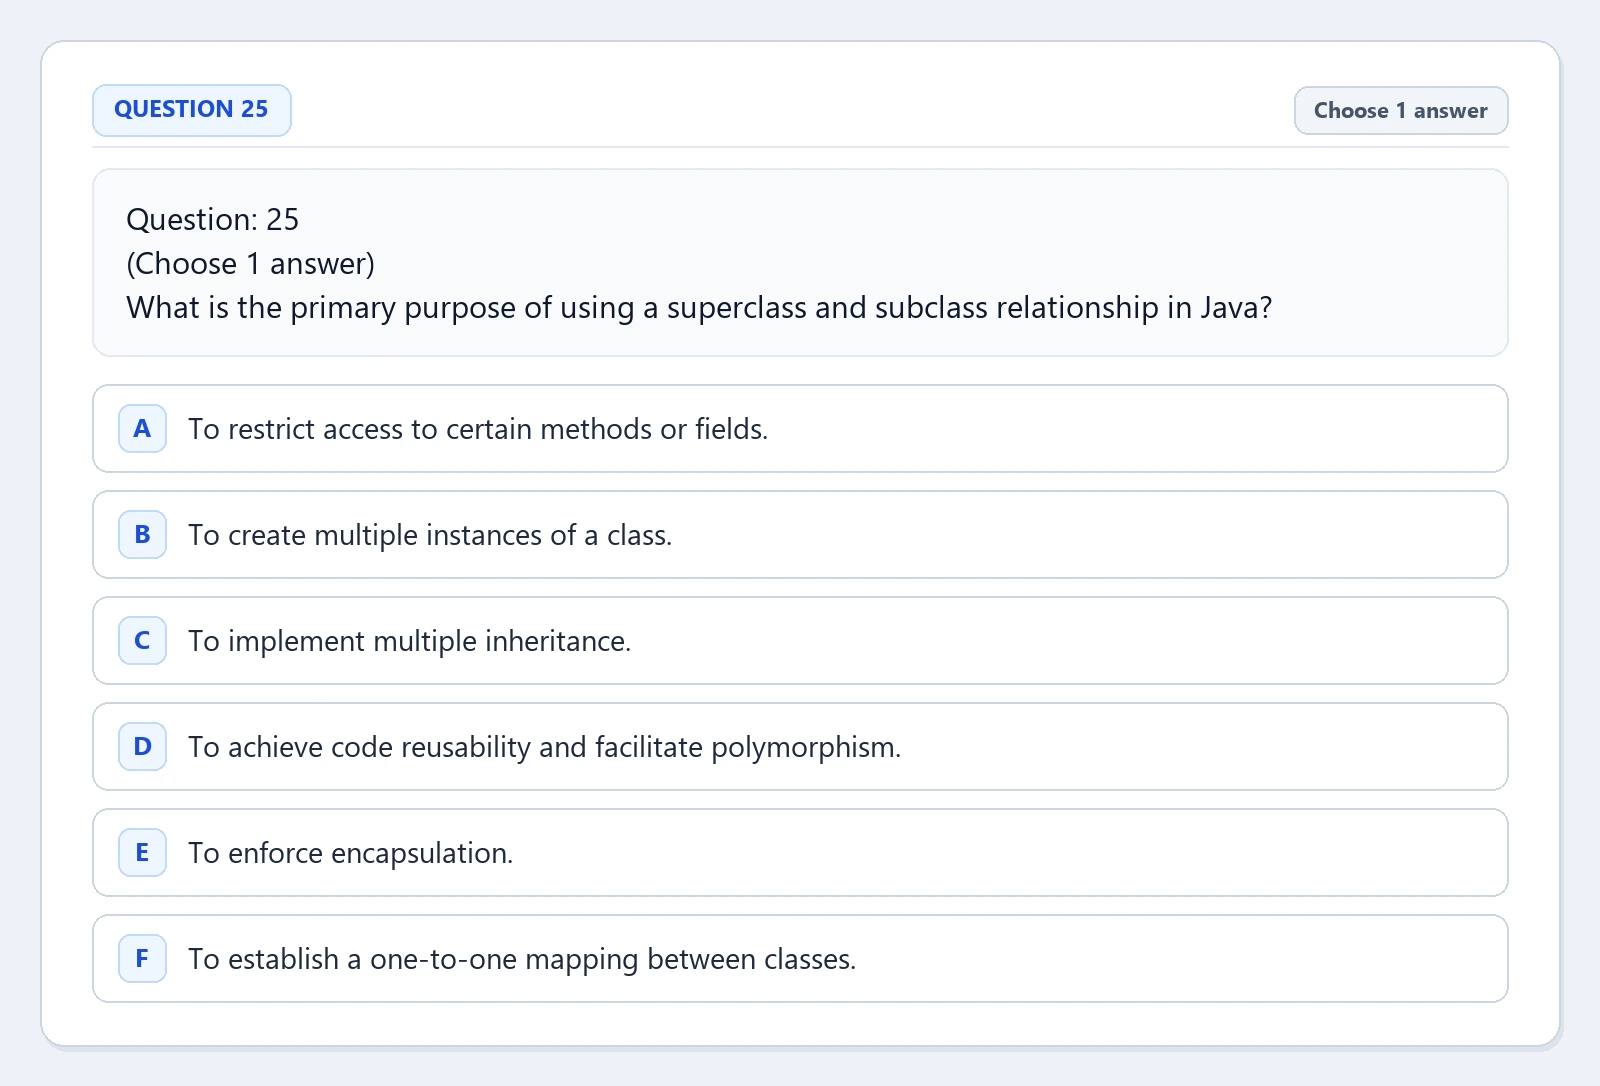 QUESTION 25
Choose 1 answer
Question: 25
(Choose 1 answer)
What is the primary purpose of using a superclass and subclass relationship in Java?
A To restrict access to certain methods or fields.
B To create multiple instances of a class.
C To implement multiple inheritance.
D To achieve code reusability and facilitate polymorphism.
E To enforce encapsulation.
F To establish a one-to-one mapping between classes.